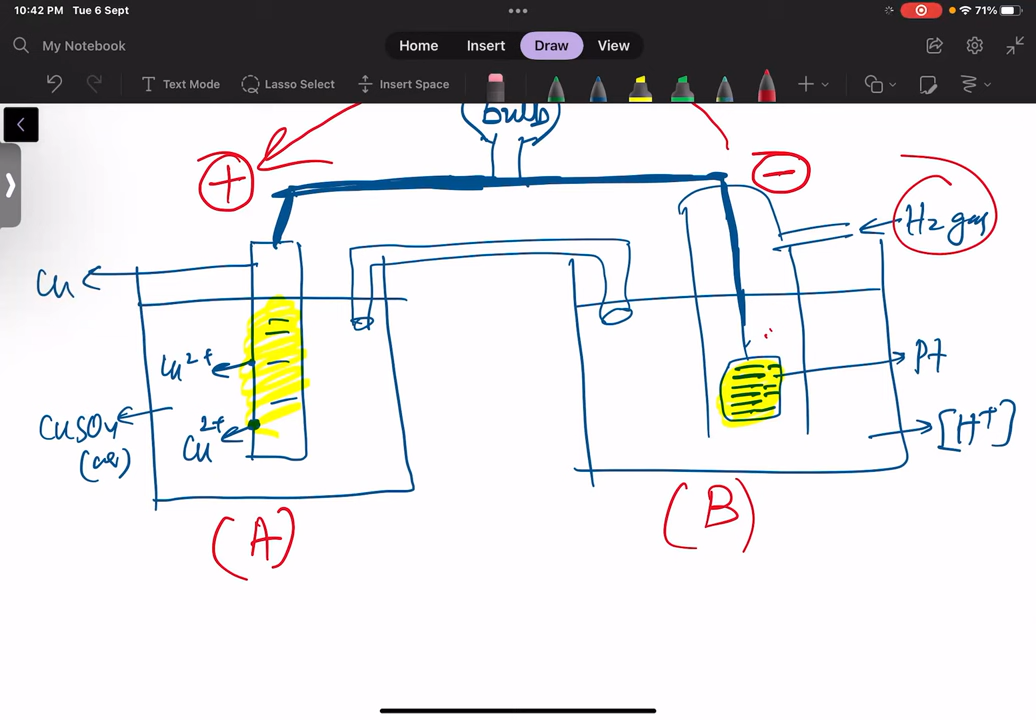 10:42 PM Tue 6 Sept
71%
My Notebook
Home Insert Draw View
Text Mode Lasso Select Insert Space
bulb
+
−
H2 gas
Cu
Cu2+
Pt
CuSO4
(aq)
Cu2+
[H+]
(A)
(B)